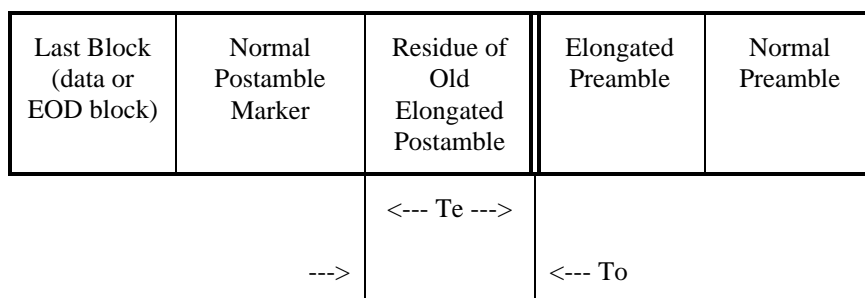 Last Block
(data or
EOD block)
Normal
Postamble
Marker
Residue of
Old
Elongated
Postamble
Elongated
Preamble
Normal
Preamble
<--- Te --->
---> <--- To